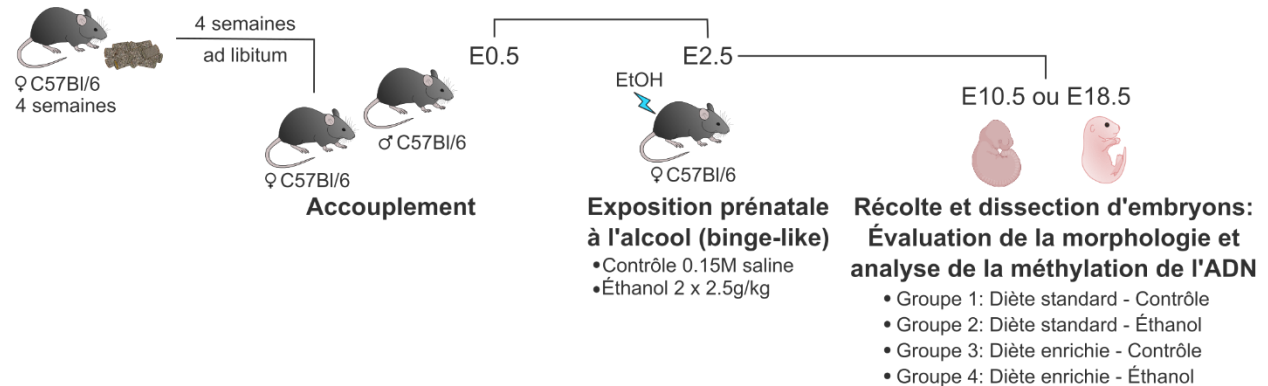 4 semaines
ad libitum
♀ C57Bl/6
4 semaines
♀ C57Bl/6
♂ C57Bl/6
Accouplement
E0.5
E2.5
EtOH
♀ C57Bl/6
Exposition prénatale
à l'alcool (binge-like)
•Contrôle 0.15M saline
•Éthanol 2 x 2.5g/kg
E10.5 ou E18.5
Récolte et dissection d'embryons:
Évaluation de la morphologie et
analyse de la méthylation de l'ADN
• Groupe 1: Diète standard - Contrôle
• Groupe 2: Diète standard - Éthanol
• Groupe 3: Diète enrichie - Contrôle
• Groupe 4: Diète enrichie - Éthanol